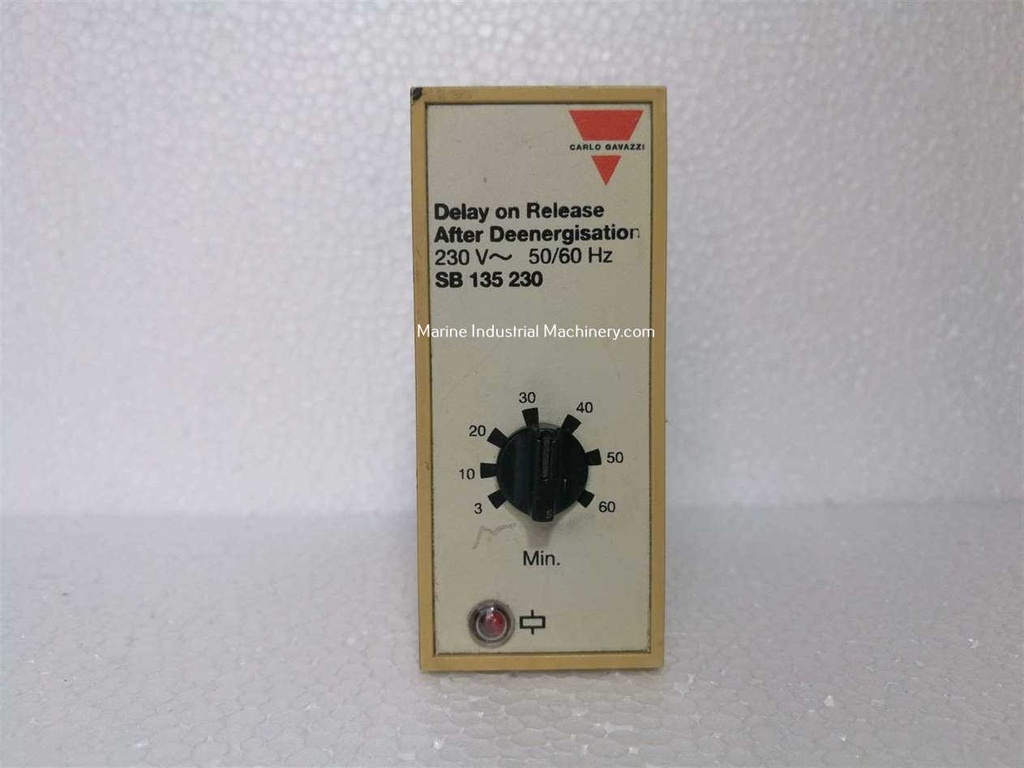 CARLO GAVAZZI
Delay on Release
After Deenergisation
230 V~ 50/60 Hz
SB 135 230
Marine Industrial Machinery.com
30
40
20
50
10
3
60
Min.